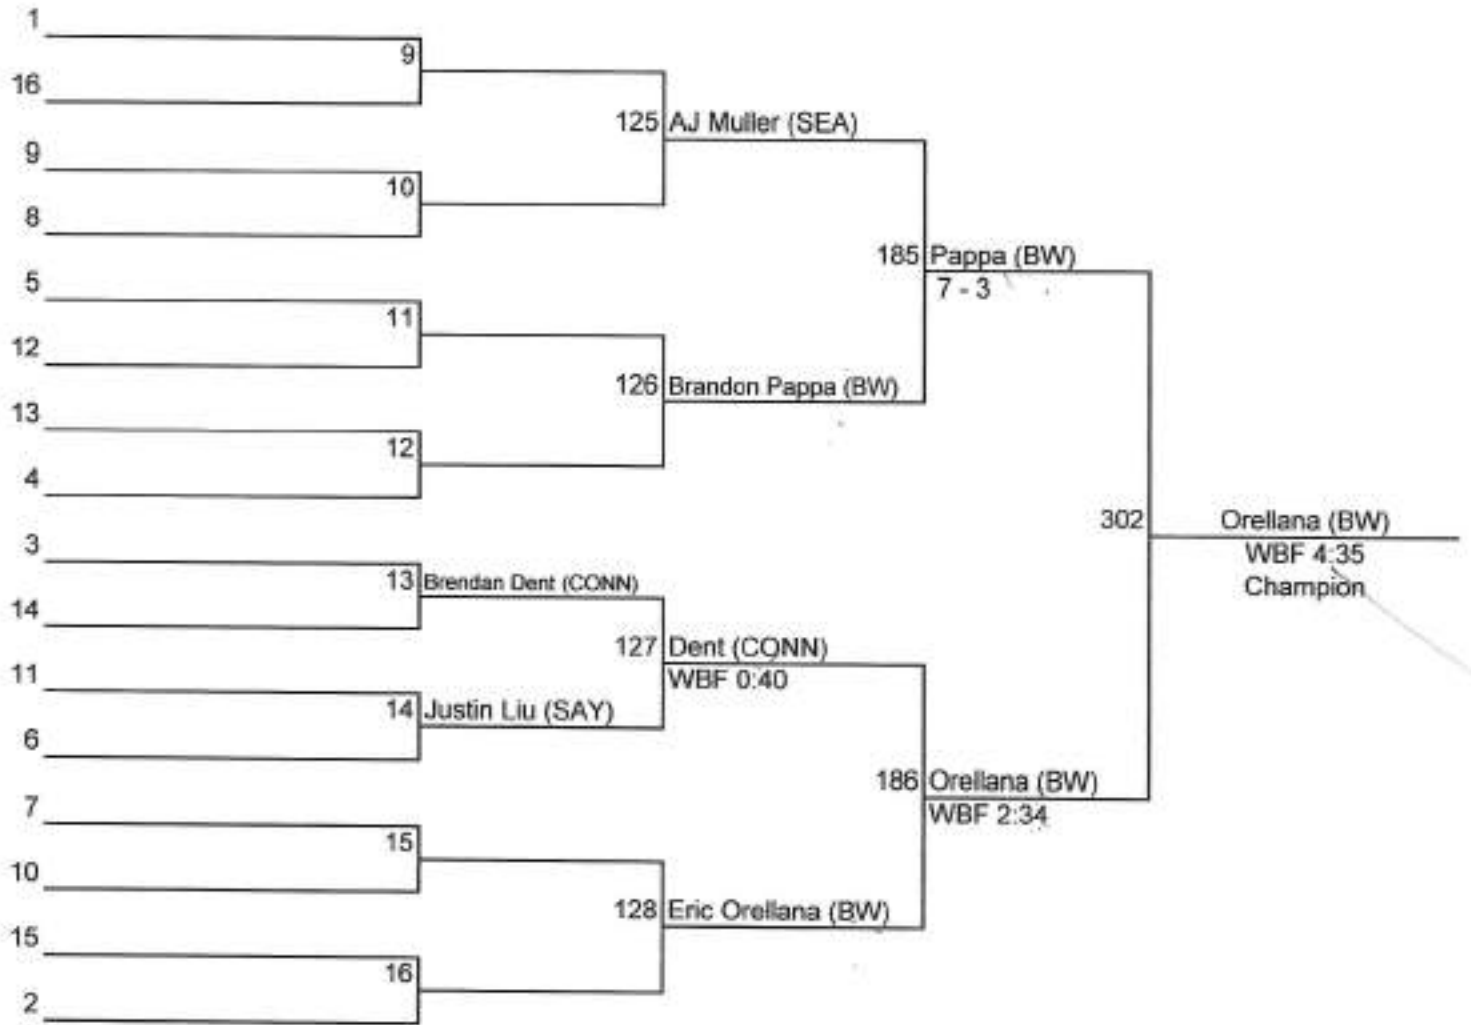 1
9
16
125 AJ Muller (SEA)
9
10
8
185 Pappa (BW)
7 - 3
5
11
12
126 Brandon Pappa (BW)
13
12
4
302 Orellana (BW)
WBF 4:35
Champion
3
13 Brendan Dent (CONN)
14
127 Dent (CONN)
WBF 0:40
11
14 Justin Liu (SAY)
6
186 Orellana (BW)
WBF 2:34
7
15
10
128 Eric Orellana (BW)
15
16
2